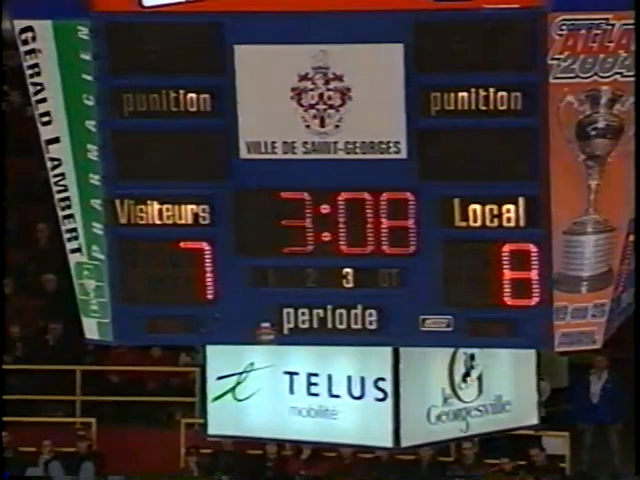 GÉRALD LAMBERT
PHARMACIEN
punition
VILLE DE SAINT-GEORGES
punition
COUPE ALLAN
2004
Visiteurs
3:08
Local
7
1 2 3 OT
8
periode
TELUS
mobilité
le
Georgesville